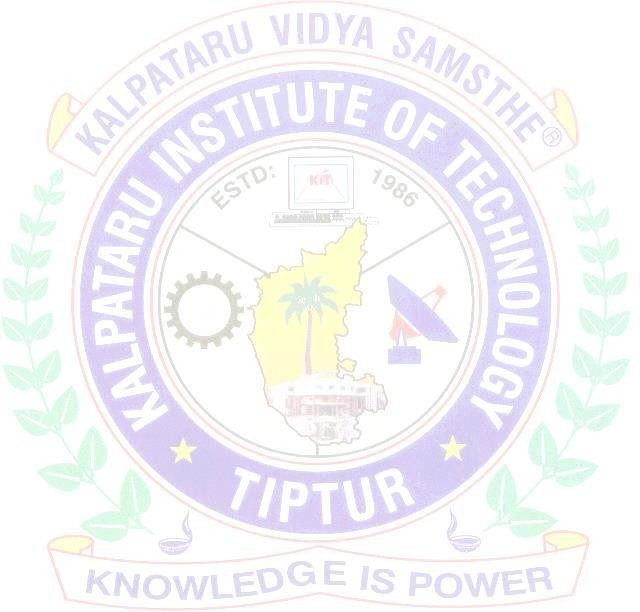 KALPATARU VIDYA SAMSTHE®
KALPATARU INSTITUTE OF TECHNOLOGY
ESTD: 1986
KIT
TIPTUR
KNOWLEDGE IS POWER